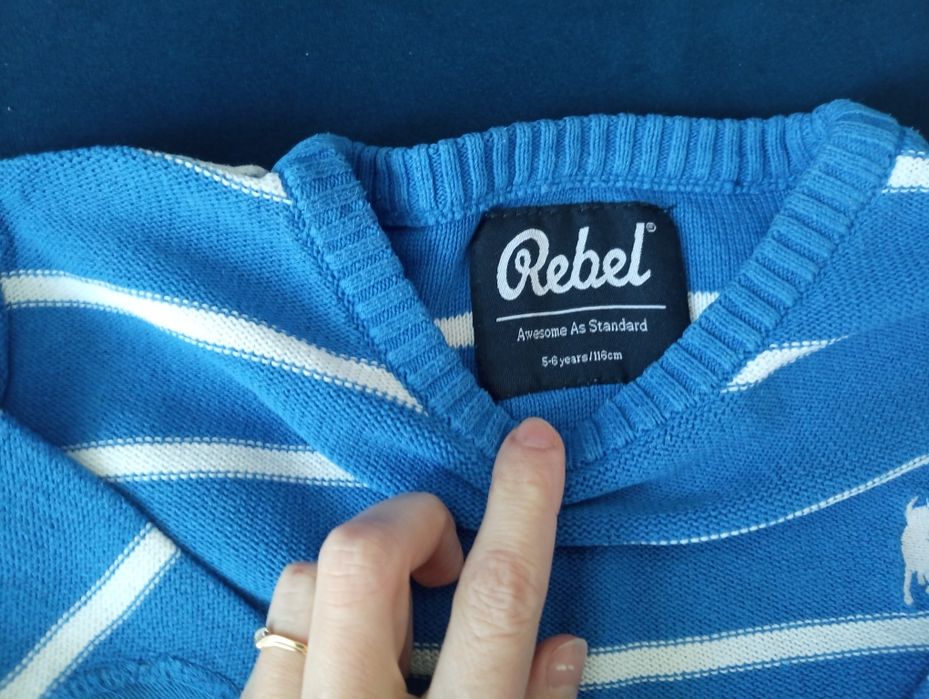 Rebel®
Awesome As Standard
5-6 years/116cm